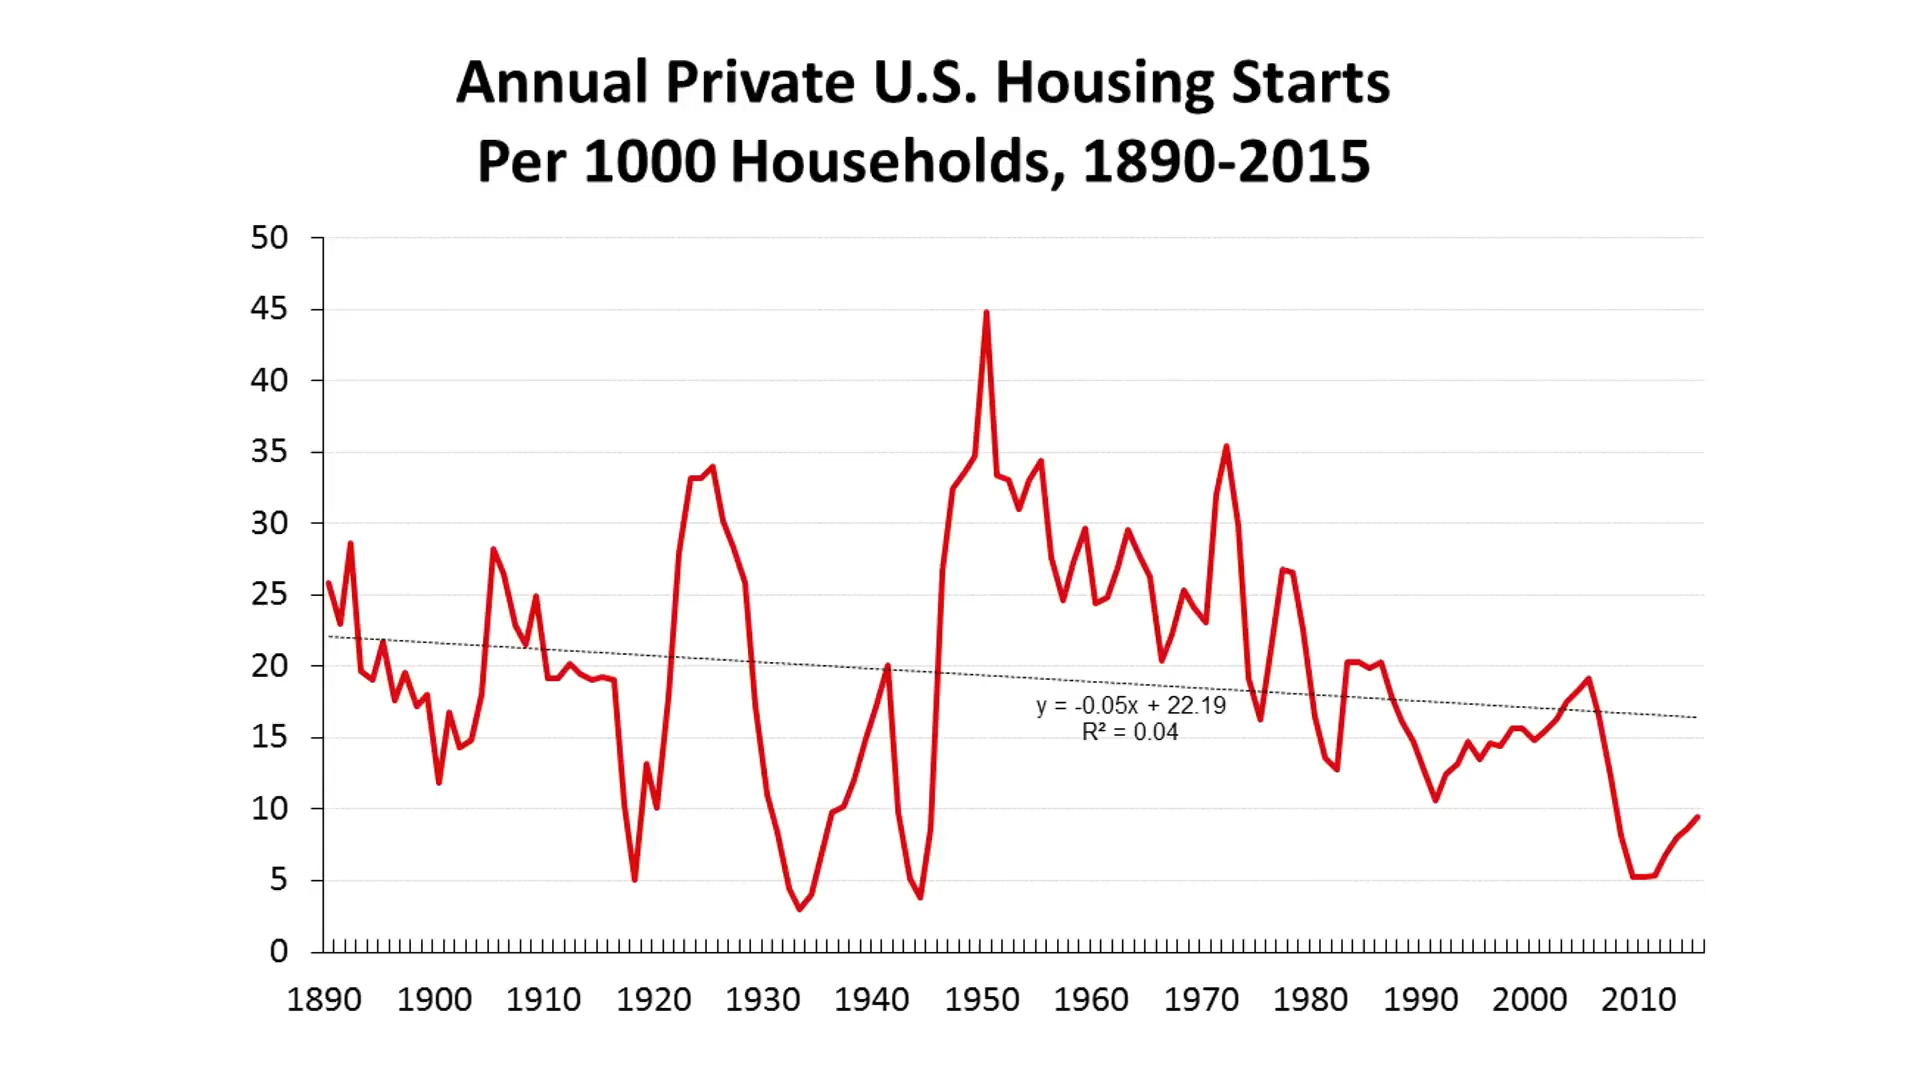 Annual Private U.S. Housing Starts
Per 1000 Households, 1890-2015
50
45
40
35
30
25
20
15
10
5
0
y = -0.05x + 22.19
R² = 0.04
1890 1900 1910 1920 1930 1940 1950 1960 1970 1980 1990 2000 2010